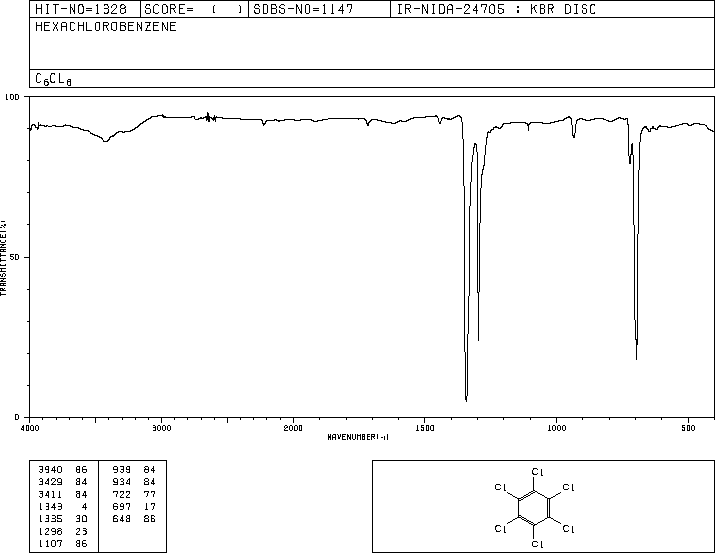 HIT-NO=1328 SCORE= ( ) SDBS-NO=1147 IR-NIDA-24705 : KBR DISC
HEXACHLOROBENZENE
C6CL6
100
50
0
TRANSMITTANCE(%)
4000 3000 2000 1500 1000 500
WAVENUMBER(-1)
3940 86 939 84
3429 84 934 84
3411 84 722 77
1343 4 697 17
1335 30 648 86
1298 23
1107 86
Cl
Cl Cl
Cl Cl
Cl